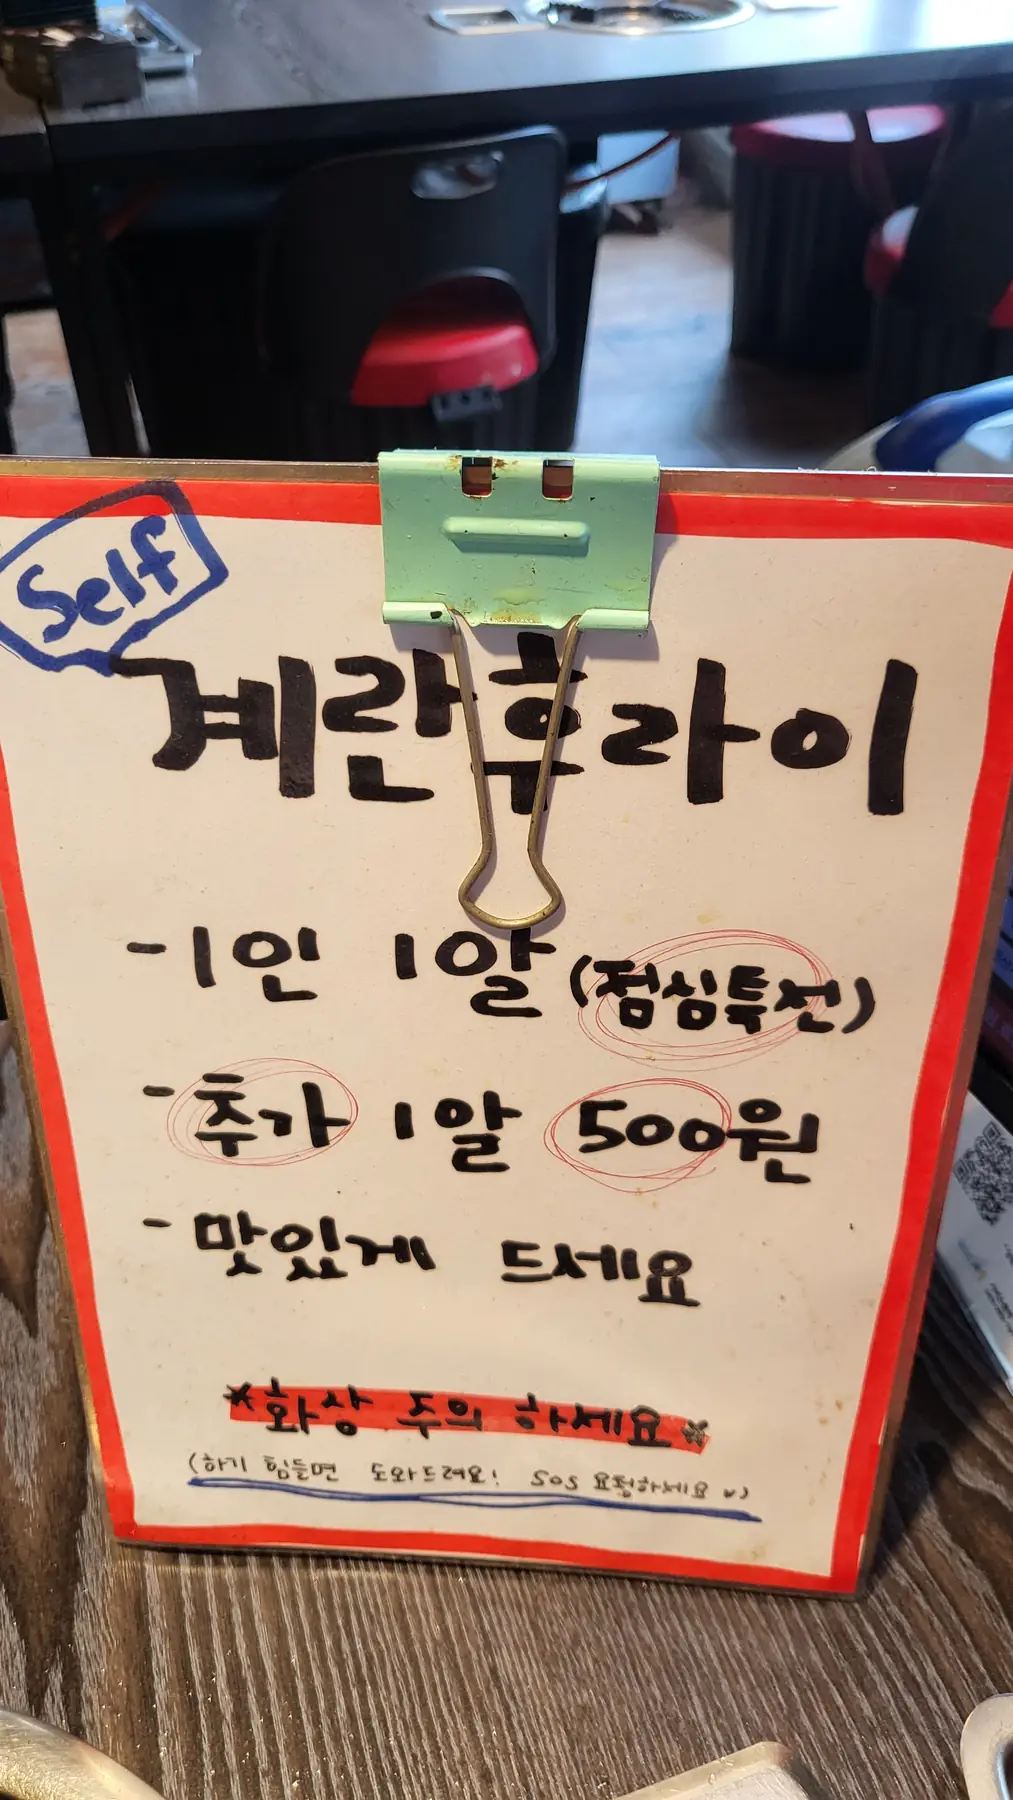 Self
계란후라이
-1인 1알 (점심특선)
-추가 1알 500원
-맛있게 드세요
*화상 주의 하세요*
(하기 힘들면 도와드려요! SOS 요청하세요 ^^)